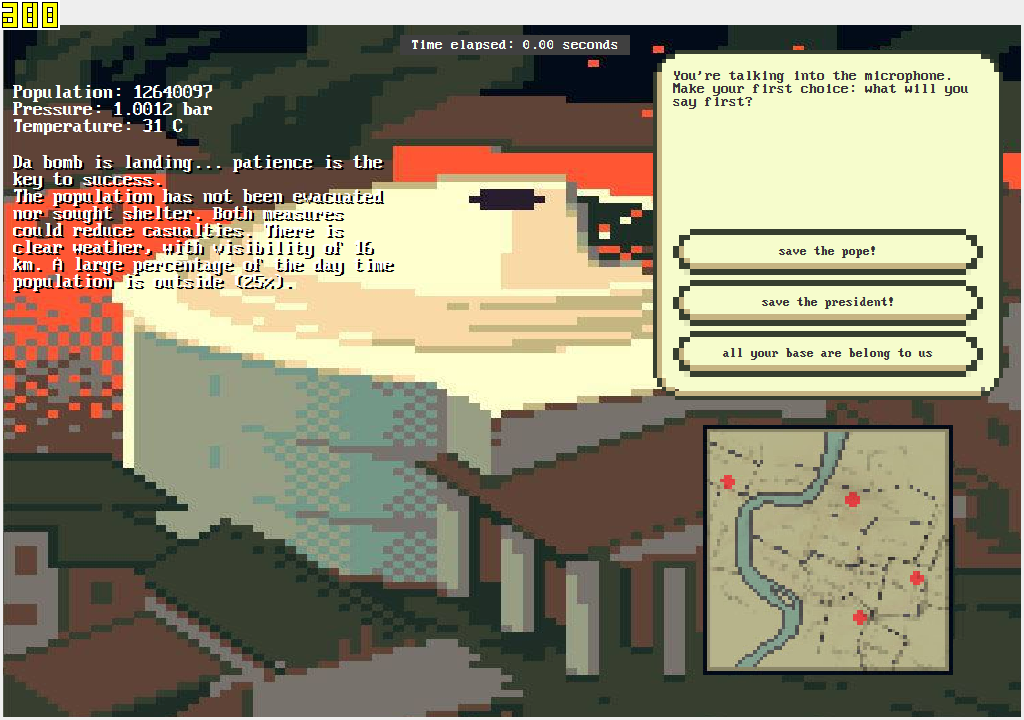 300
Time elapsed: 0.00 seconds
Population: 12640097
Pressure: 1.0012 bar
Temperature: 31 C
Da bomb is landing... patience is the
key to success.
The population has not been evacuated
nor sought shelter. Both measures
could reduce casualties. There is
clear weather, with visibility of 16
km. A large percentage of the day time
population is outside (25%).
You're talking into the microphone.
Make your first choice: what will you
say first?
save the pope!
save the president!
all your base are belong to us